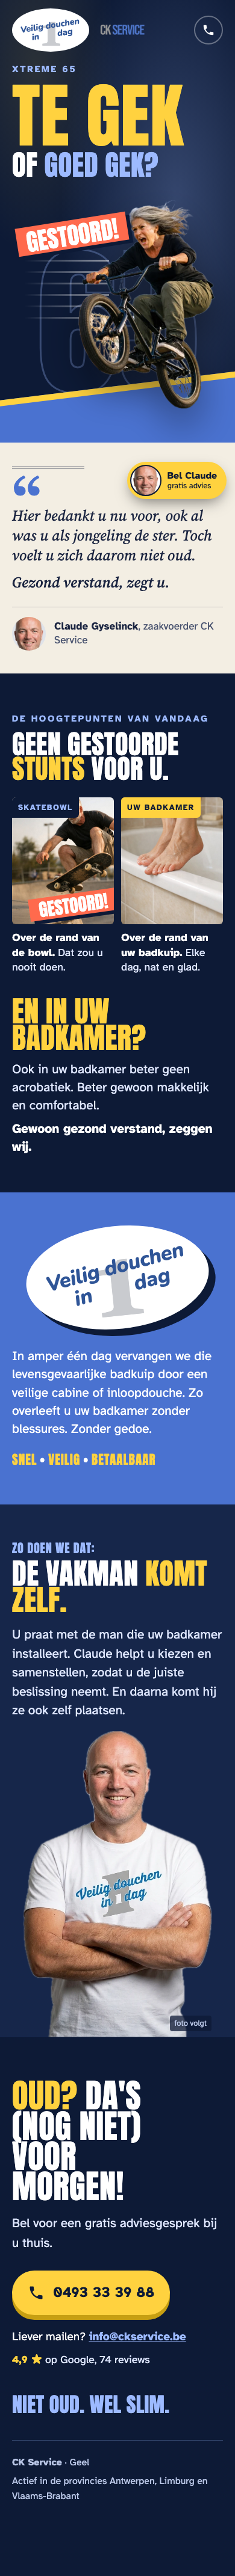 Veilig douchen
in 1 dag
CK SERVICE
XTREME 65
TE GEK
OF GOED GEK?
GESTOORD!
65
Bel Claude
gratis advies
“
Hier bedankt u nu voor, ook al
was u als jongeling de ster. Toch
voelt u zich daarom niet oud.
Gezond verstand, zegt u.
Claude Gyselinck, zaakvoerder CK
Service
DE HOOGTEPUNTEN VAN VANDAAG
GEEN GESTOORDE
STUNTS VOOR U.
SKATEBOWL
GESTOORD!
Over de rand van
de bowl. Dat zou u
nooit doen.
UW BADKAMER
Over de rand van
uw badkuip. Elke
dag, nat en glad.
EN IN UW
BADKAMER?
Ook in uw badkamer beter geen
acrobatiek. Beter gewoon makkelijk
en comfortabel.
Gewoon gezond verstand, zeggen
wij.
Veilig douchen
in 1 dag
In amper één dag vervangen we die
levensgevaarlijke badkuip door een
veilige cabine of inloopdouche. Zo
overleeft u uw badkamer zonder
blessures. Zonder gedoe.
SNEL • VEILIG • BETAALBAAR
ZO DOEN WE DAT:
DE VAKMAN KOMT
ZELF.
U praat met de man die uw badkamer
installeert. Claude helpt u kiezen en
samenstellen, zodat u de juiste
beslissing neemt. En daarna komt hij
ze ook zelf plaatsen.
Veilig douchen
in 1 dag
foto volgt
OUD? DA'S
(NOG NIET)
VOOR
MORGEN!
Bel voor een gratis adviesgesprek bij
u thuis.
0493 33 39 88
Liever mailen? info@ckservice.be
4,9 ★ op Google, 74 reviews
NIET OUD. WEL SLIM.
CK Service · Geel
Actief in de provincies Antwerpen, Limburg en
Vlaams-Brabant